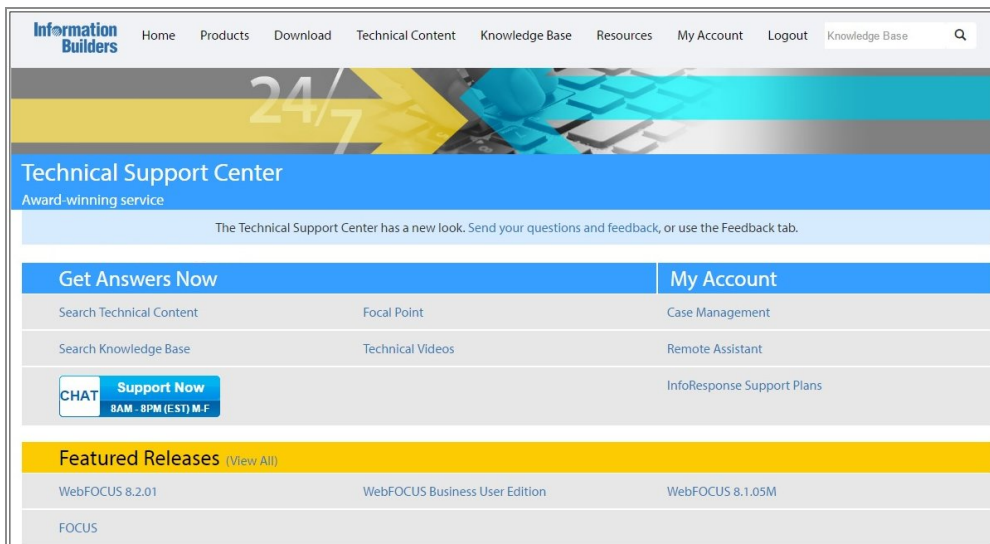 Information
Builders
Home Products Download Technical Content Knowledge Base Resources My Account Logout Knowledge Base
24/7
Technical Support Center
Award-winning service
The Technical Support Center has a new look. Send your questions and feedback, or use the Feedback tab.
Get Answers Now My Account
Search Technical Content Focal Point Case Management
Search Knowledge Base Technical Videos Remote Assistant
CHAT Support Now InfoResponse Support Plans
8AM - 8PM (EST) M-F
Featured Releases (View All)
WebFOCUS 8.2.01 WebFOCUS Business User Edition WebFOCUS 8.1.05M
FOCUS